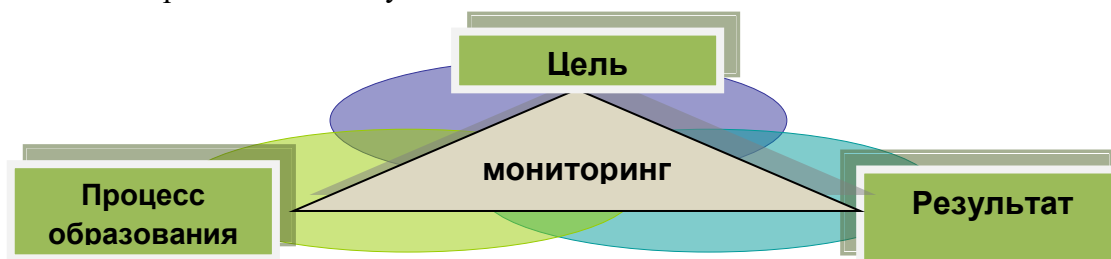 Цель
мониторинг
Процесс
образования
Результат